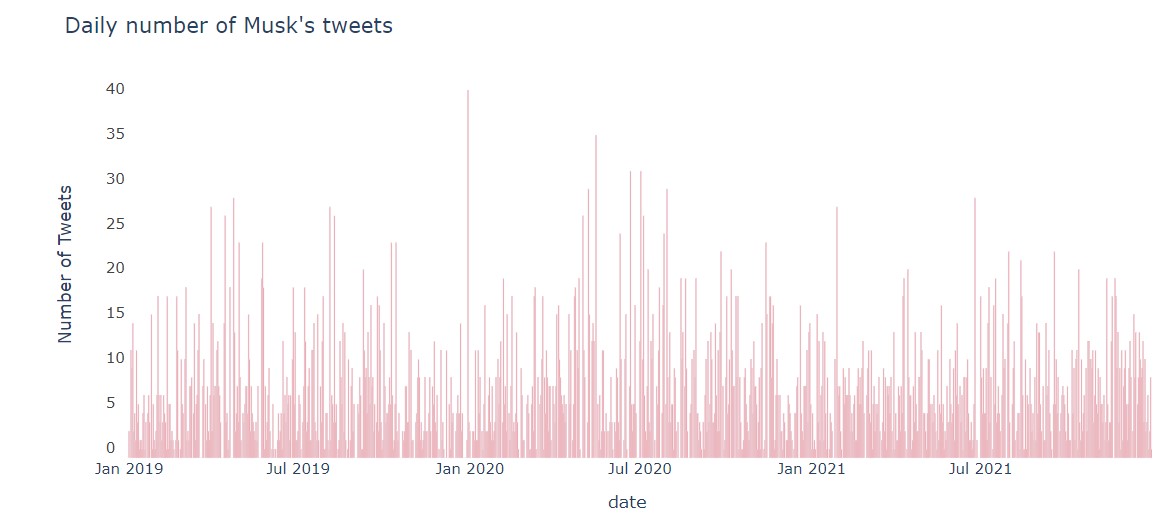 Daily number of Musk's tweets
40
35
30
25
20
15
10
5
0
Number of Tweets
Jan 2019
Jul 2019
Jan 2020
Jul 2020
Jan 2021
Jul 2021
date